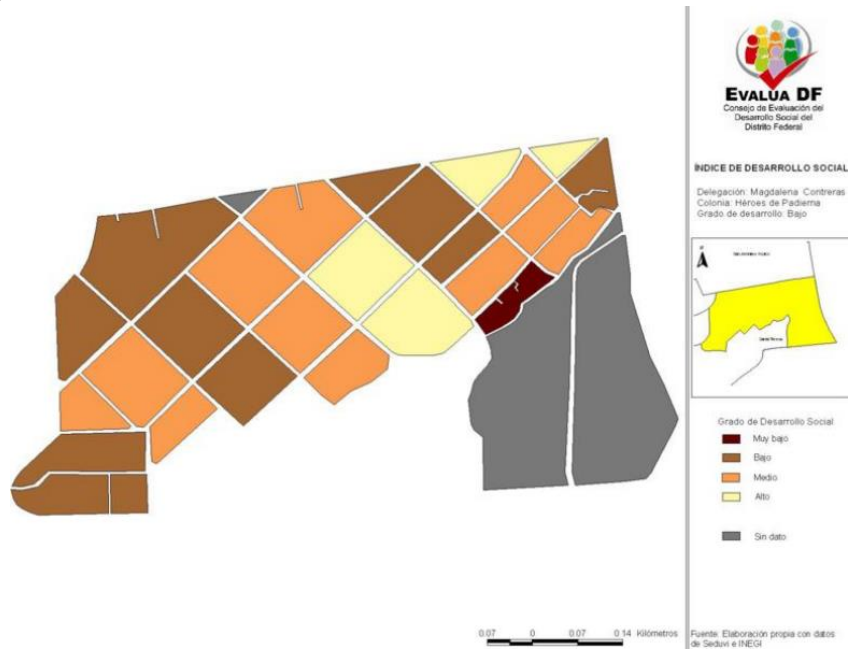 EVALUA DF
Consejo de Evaluación del
Desarrollo Social del
Distrito Federal
ÍNDICE DE DESARROLLO SOCIAL
Delegación: Magdalena Contreras
Colonia: Héroes de Padierna
Grado de desarrollo: Bajo
N
Grado de Desarrollo Social
Muy bajo
Bajo
Medio
Alto
Sin dato
0.07 0 0.07 0.14 Kilómetros
Fuente: Elaboración propia con datos
de Seduvi e INEGI